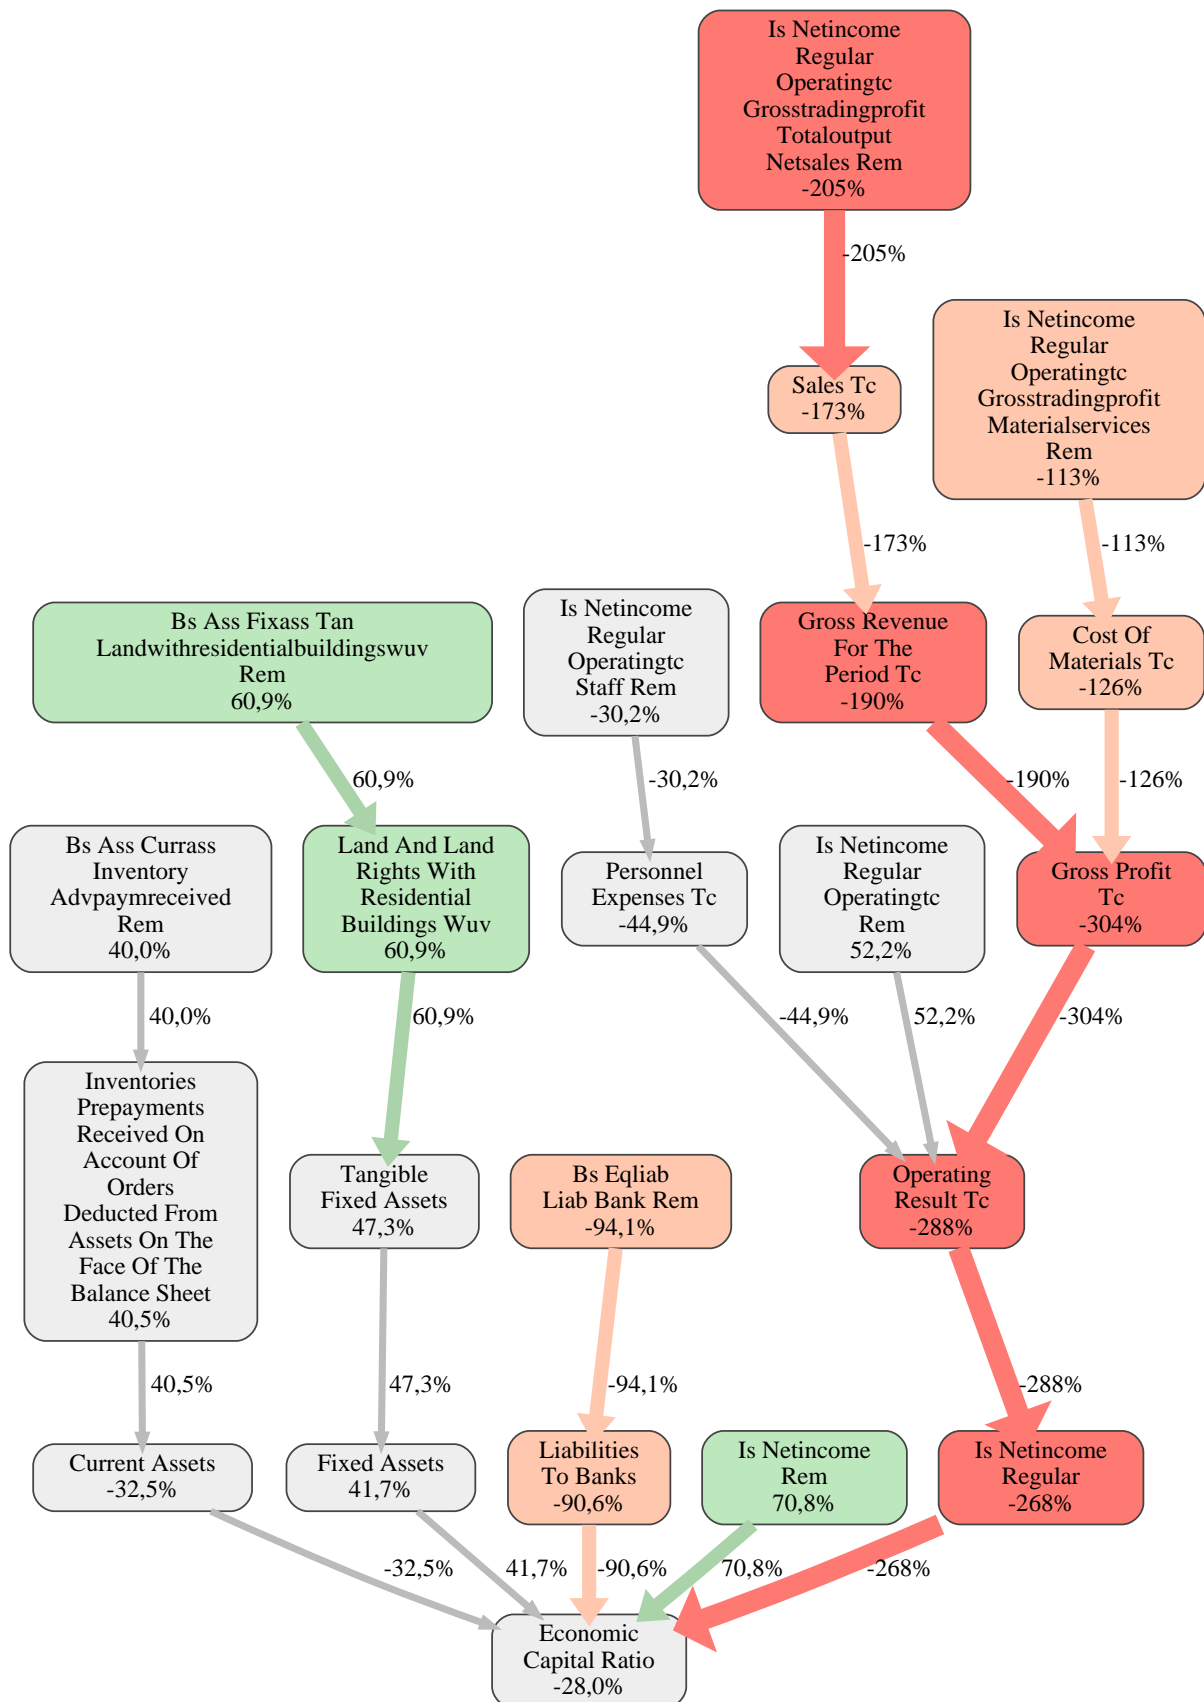 Is Netincome
Regular
Operatingtc
Grosstradingprofit
Totaloutput
Netsales Rem
-205%
-205%
Is Netincome
Regular
Operatingtc
Grosstradingprofit
Materialservices
Rem
-113%
Sales Tc
-173%
-173%
-113%
Bs Ass Fixass Tan
Landwithresidentialbuildingswuv
Rem
60,9%
Is Netincome
Regular
Operatingtc
Staff Rem
-30,2%
Gross Revenue
For The
Period Tc
-190%
Cost Of
Materials Tc
-126%
60,9%
-30,2%
-190%
-126%
Bs Ass Currass
Inventory
Advpaymreceived
Rem
40,0%
Land And Land
Rights With
Residential
Buildings Wuv
60,9%
Personnel
Expenses Tc
-44,9%
Is Netincome
Regular
Operatingtc
Rem
52,2%
Gross Profit
Tc
-304%
40,0%
60,9%
-44,9%
52,2%
-304%
Inventories
Prepayments
Received On
Account Of
Orders
Deducted From
Assets On The
Face Of The
Balance Sheet
40,5%
Tangible
Fixed Assets
47,3%
Bs Eqliab
Liab Bank Rem
-94,1%
Operating
Result Tc
-288%
40,5%
47,3%
-94,1%
-288%
Current Assets
-32,5%
Fixed Assets
41,7%
Liabilities
To Banks
-90,6%
Is Netincome
Rem
70,8%
Is Netincome
Regular
-268%
-32,5%
41,7%
-90,6%
70,8%
-268%
Economic
Capital Ratio
-28,0%